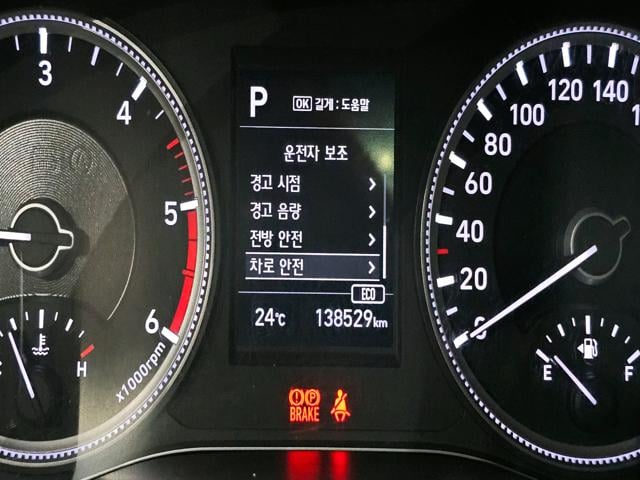 3
4
5
6
x1000rpm
H
P OK 길게 : 도움말
운전자 보조
경고 시점
경고 음량
전방 안전
차로 안전
ECO
24℃ 138529km
BRAKE
0
20
40
60
80
100
120
140
E F